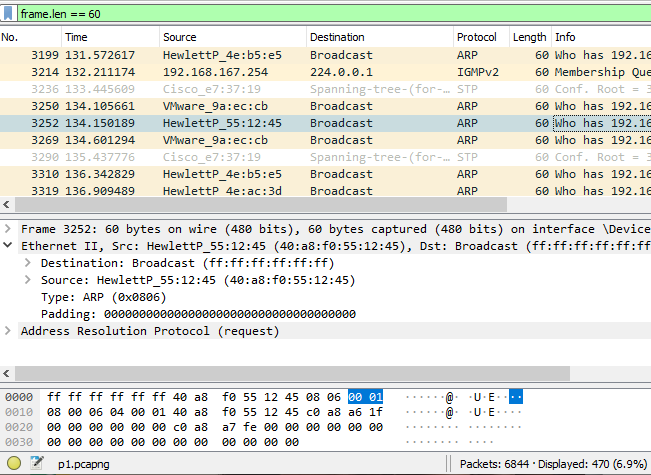 frame.len == 60
No. Time Source Destination Protocol Length Info
3199 131.572617 HewlettP_4e:b5:e5 Broadcast ARP 60 Who has 192.16
3214 132.211174 192.168.167.254 224.0.0.1 IGMPv2 60 Membership Que
3236 133.445609 Cisco_e7:37:19 Spanning-tree-(for-… STP 60 Conf. Root = 3
3250 134.105661 VMware_9a:ec:cb Broadcast ARP 60 Who has 192.16
3252 134.150189 HewlettP_55:12:45 Broadcast ARP 60 Who has 192.16
3269 134.601294 VMware_9a:ec:cb Broadcast ARP 60 Who has 192.16
3290 135.437776 Cisco_e7:37:19 Spanning-tree-(for-… STP 60 Conf. Root = 3
3310 136.342829 HewlettP_4e:b5:e5 Broadcast ARP 60 Who has 192.16
3319 136.909489 HewlettP_4e:ac:3d Broadcast ARP 60 Who has 192.16
Frame 3252: 60 bytes on wire (480 bits), 60 bytes captured (480 bits) on interface \Device
Ethernet II, Src: HewlettP_55:12:45 (40:a8:f0:55:12:45), Dst: Broadcast (ff:ff:ff:ff:ff:ff
Destination: Broadcast (ff:ff:ff:ff:ff:ff)
Source: HewlettP_55:12:45 (40:a8:f0:55:12:45)
Type: ARP (0x0806)
Padding: 000000000000000000000000000000000000
Address Resolution Protocol (request)
0000 ff ff ff ff ff ff 40 a8 f0 55 12 45 08 06 00 01 ······@· ·U·E····
0010 08 00 06 04 00 01 40 a8 f0 55 12 45 c0 a8 a6 1f ······@· ·U·E····
0020 00 00 00 00 00 00 c0 a8 a7 fe 00 00 00 00 00 00 ········ ········
0030 00 00 00 00 00 00 00 00 00 00 00 00 ········ ····
p1.pcapng Packets: 6844 · Displayed: 470 (6.9%)